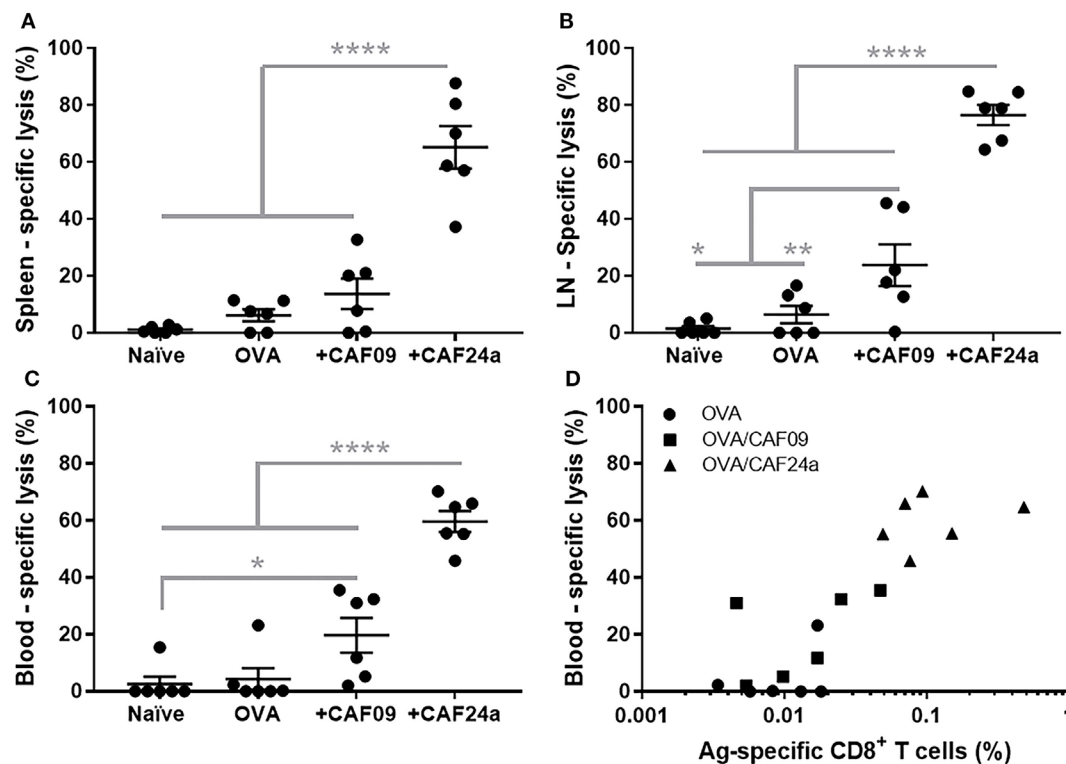 A
Spleen - specific lysis (%)
100
80
60
40
20
0
****
Naïve OVA +CAF09 +CAF24a
B
LN - Specific lysis (%)
100
80
60
40
20
0
****
* **
Naïve OVA +CAF09 +CAF24a
C
Blood - specific lysis (%)
100
80
60
40
20
0
****
*
Naïve OVA +CAF09 +CAF24a
D
Blood - specific lysis (%)
100
80
60
40
20
0
OVA
OVA/CAF09
OVA/CAF24a
0.001 0.01 0.1 1
Ag-specific CD8⁺ T cells (%)